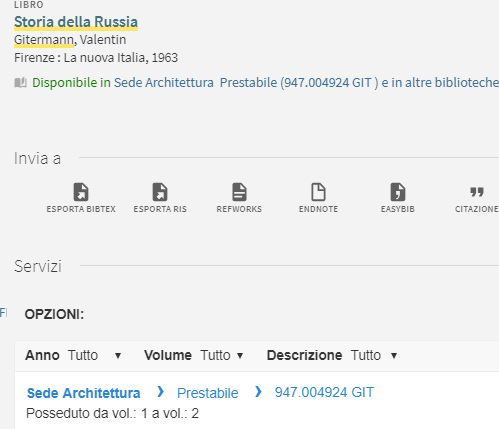 LIBRO
Storia della Russia
Gitermann, Valentin
Firenze : La nuova Italia, 1963
Disponibile in Sede Architettura Prestabile (947.004924 GIT ) e in altre biblioteche
Invia a
ESPORTA BIBTEX ESPORTA RIS REFWORKS ENDNOTE EASYBIB CITAZIONE
Servizi
OPZIONI:
Anno Tutto Volume Tutto Descrizione Tutto
Sede Architettura Prestabile 947.004924 GIT
Posseduto da vol.: 1 a vol.: 2